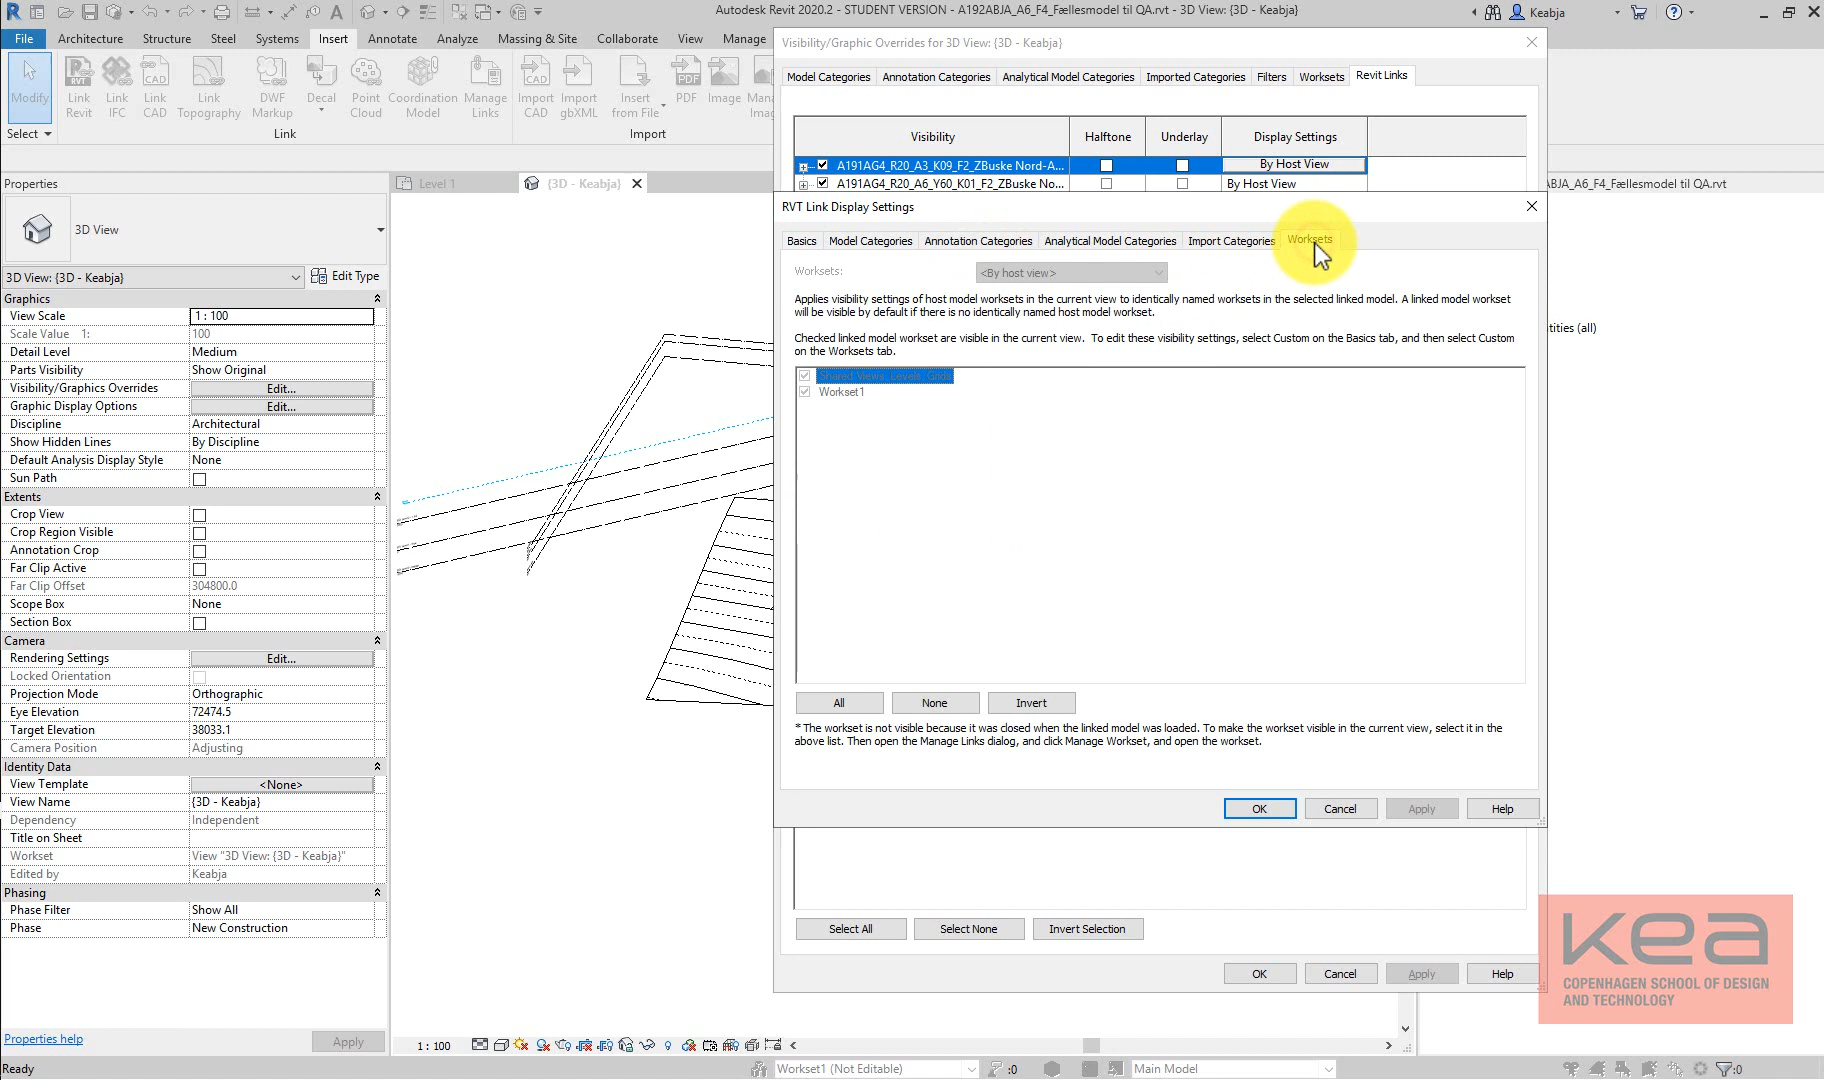 Autodesk Revit 2020.2 - STUDENT VERSION - A192ABJA_A6_F4_Fællesmodel til QA.rvt - 3D View: {3D - Keabja}
Keabja
File Architecture Structure Steel Systems Insert Annotate Analyze Massing & Site Collaborate View Manage
Modify
Link Revit
Link IFC
Link CAD
Link Topography
DWF Markup
Decal
Point Cloud
Coordination Model
Manage Links
Import CAD
Import gbXML
Insert from File
PDF
Image
Select
Link
Import
Properties
3D View
3D View: {3D - Keabja}
Edit Type
Graphics
View Scale 1 : 100
Scale Value 1: 100
Detail Level Medium
Parts Visibility Show Original
Visibility/Graphics Overrides Edit...
Graphic Display Options Edit...
Discipline Architectural
Show Hidden Lines By Discipline
Default Analysis Display Style None
Sun Path
Extents
Crop View
Crop Region Visible
Annotation Crop
Far Clip Active
Far Clip Offset 304800.0
Scope Box None
Section Box
Camera
Rendering Settings Edit...
Locked Orientation
Projection Mode Orthographic
Eye Elevation 72474.5
Target Elevation 38033.1
Camera Position Adjusting
Identity Data
View Template <None>
View Name {3D - Keabja}
Dependency Independent
Title on Sheet
Workset View "3D View: {3D - Keabja}"
Edited by Keabja
Phasing
Phase Filter Show All
Phase New Construction
Properties help
Apply
Level 1
{3D - Keabja}
Visibility/Graphic Overrides for 3D View: {3D - Keabja}
Model Categories Annotation Categories Analytical Model Categories Imported Categories Filters Worksets Revit Links
Visibility Halftone Underlay Display Settings
A191AG4_R20_A3_K09_F2_ZBuske Nord-A... By Host View
A191AG4_R20_A6_Y60_K01_F2_ZBuske No... By Host View
BJA_A6_F4_Fællesmodel til QA.rvt
tities (all)
RVT Link Display Settings
Basics Model Categories Annotation Categories Analytical Model Categories Import Categories Worksets
Worksets: <By host view>
Applies visibility settings of host model worksets in the current view to identically named worksets in the selected linked model. A linked model workset
will be visible by default if there is no identically named host model workset.
Checked linked model workset are visible in the current view. To edit these visibility settings, select Custom on the Basics tab, and then select Custom
on the Worksets tab.
Shared Views, Levels, Grids
Workset1
All None Invert
* The workset is not visible because it was closed when the linked model was loaded. To make the workset visible in the current view, select it in the
above list. Then open the Manage Links dialog, and click Manage Workset, and open the workset.
OK Cancel Apply Help
Select All Select None Invert Selection
OK Cancel Apply Help
kea
COPENHAGEN SCHOOL OF DESIGN
AND TECHNOLOGY
1 : 100
Ready
Workset1 (Not Editable)
:0
Main Model
:0